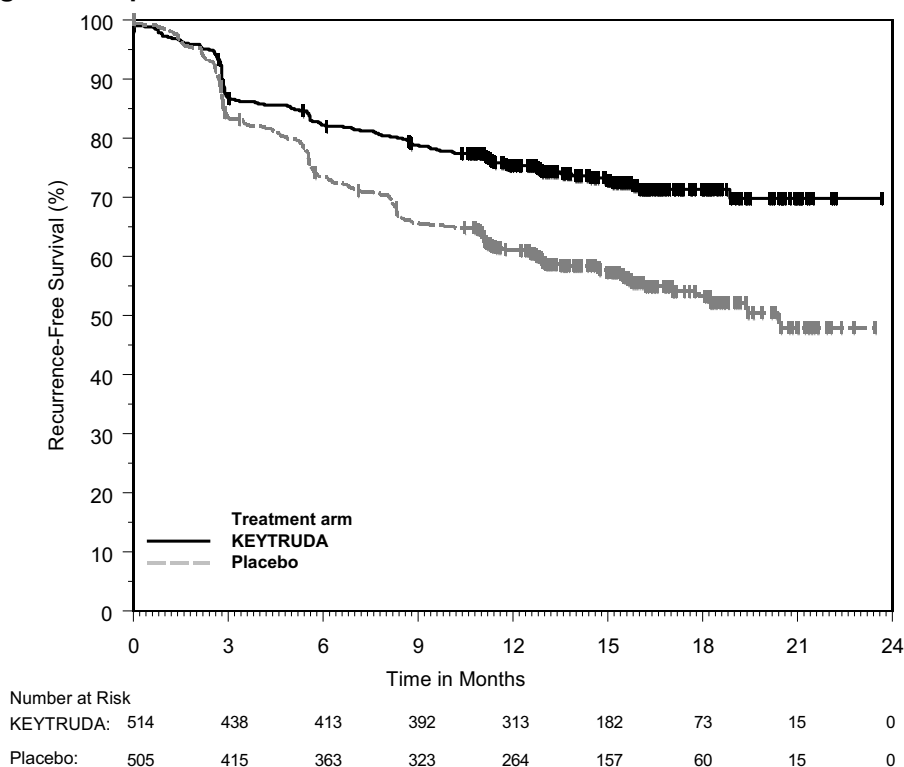 100
90
80
70
60
50
40
30
20
10
0
Recurrence-Free Survival (%)
Treatment arm
KEYTRUDA
Placebo
0 3 6 9 12 15 18 21 24
Time in Months
Number at Risk
KEYTRUDA: 514 438 413 392 313 182 73 15 0
Placebo: 505 415 363 323 264 157 60 15 0